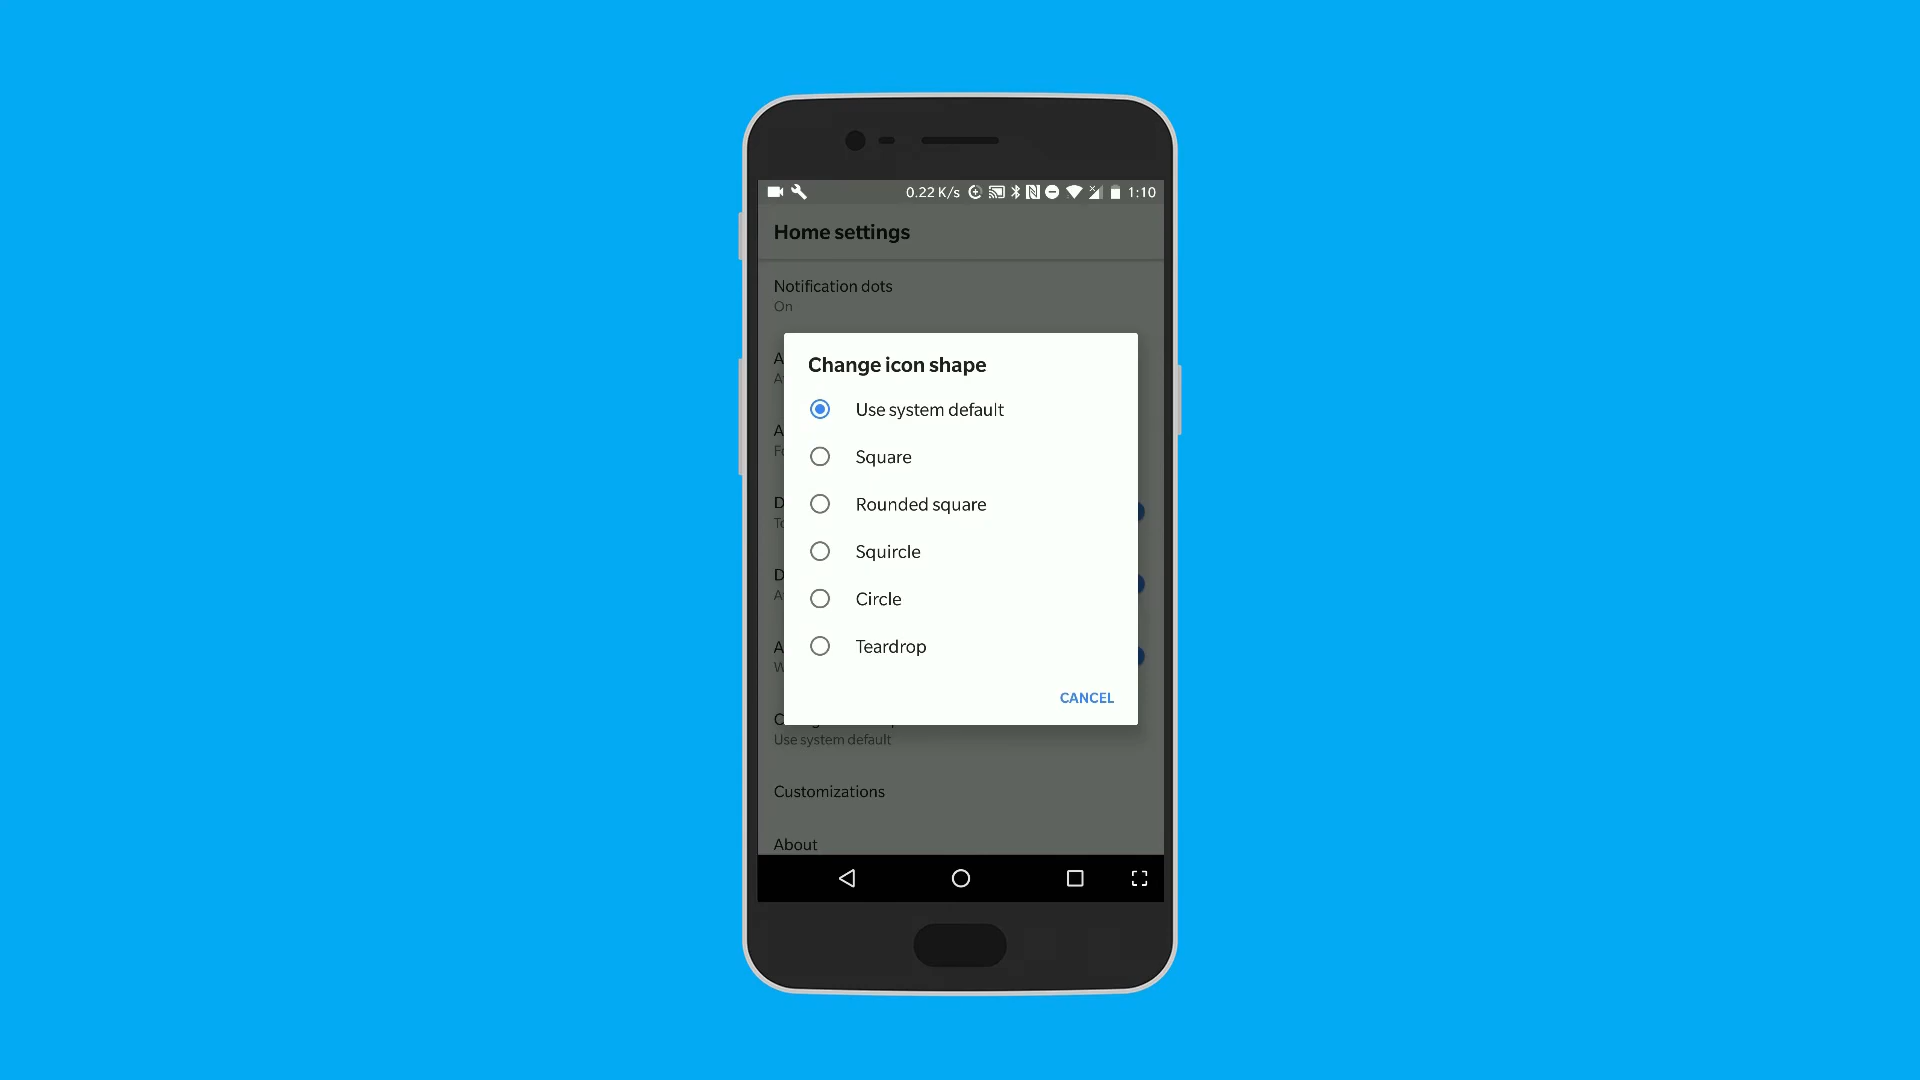 0.22 K/s 1:10
Home settings
Notification dots
On
Change icon shape
Use system default
Square
Rounded square
Squircle
Circle
Teardrop
CANCEL
Use system default
Customizations
About